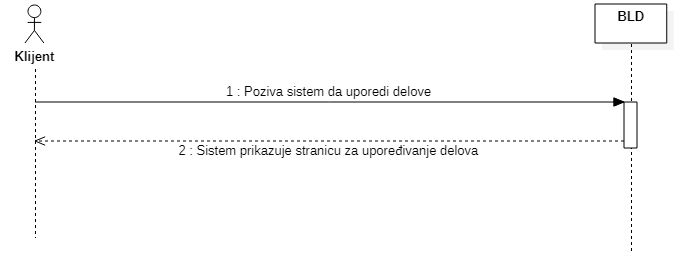 BLD
Klijent
1 : Poziva sistem da uporedi delove
2 : Sistem prikazuje stranicu za upoređivanje delova